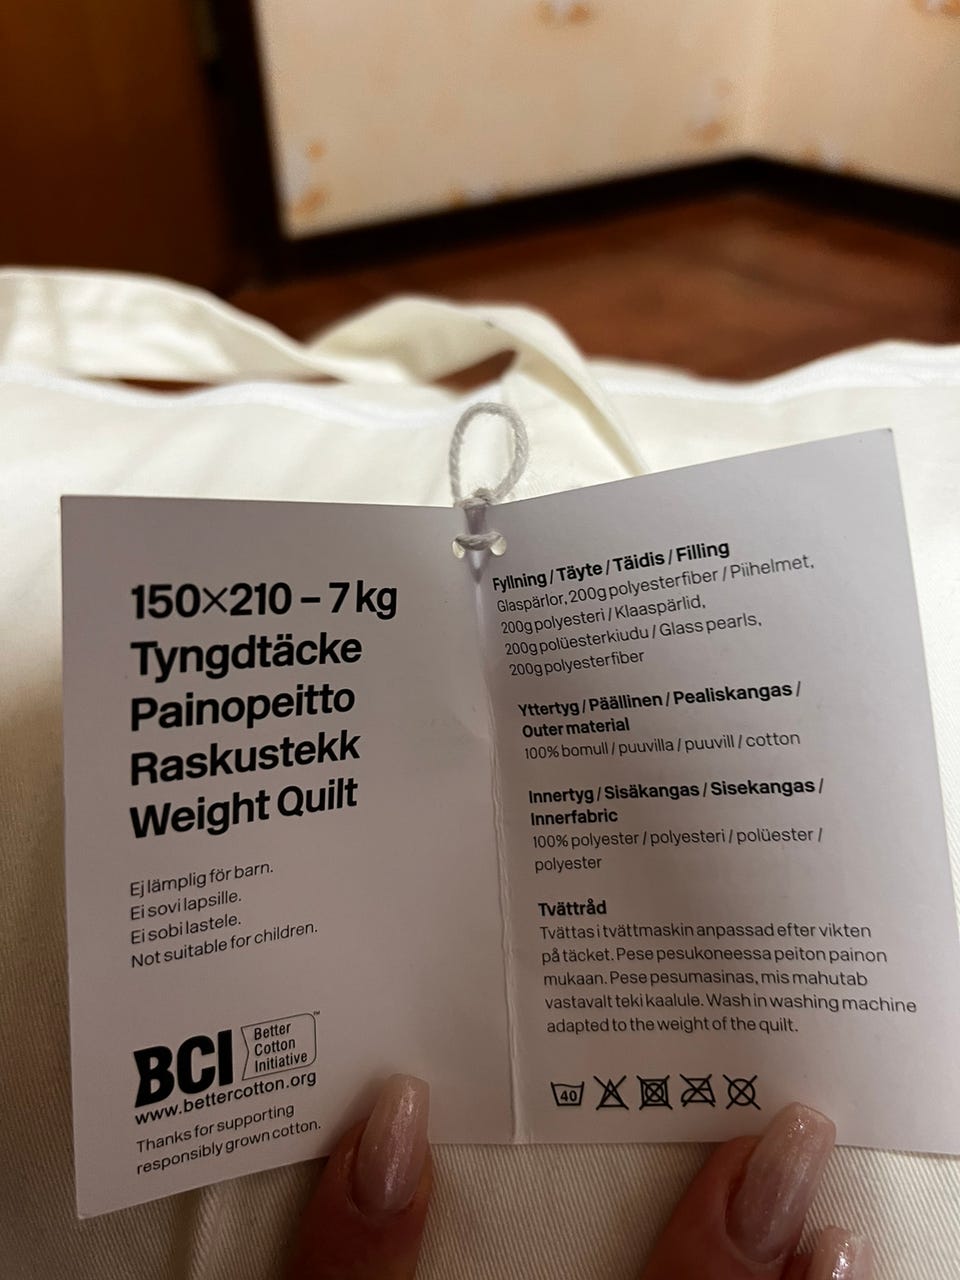 150×210 – 7 kg
Tyngdtäcke
Painopeitto
Raskustekk
Weight Quilt
Ej lämplig för barn.
Ei sovi lapsille.
Ei sobi lastele.
Not suitable for children.
BCI
Better
Cotton
Initiative
™
www.bettercotton.org
Thanks for supporting
responsibly grown cotton.
Fyllning / Täyte / Täidis / Filling
Glaspärlor, 200g polyesterfiber / Piihelmet,
200g polyesteri / Klaaspärlid,
200g polüesterkiudu / Glass pearls,
200g polyesterfiber
Yttertyg / Päällinen / Pealiskangas /
Outer material
100% bomull / puuvilla / puuvill / cotton
Innertyg / Sisäkangas / Sisekangas /
Innerfabric
100% polyester / polyesteri / polüester /
polyester
Tvättråd
Tvättas i tvättmaskin anpassad efter vikten
på täcket. Pese pesukoneessa peiton painon
mukaan. Pese pesumasinas, mis mahutab
vastavalt teki kaalule. Wash in washing machine
adapted to the weight of the quilt.
40